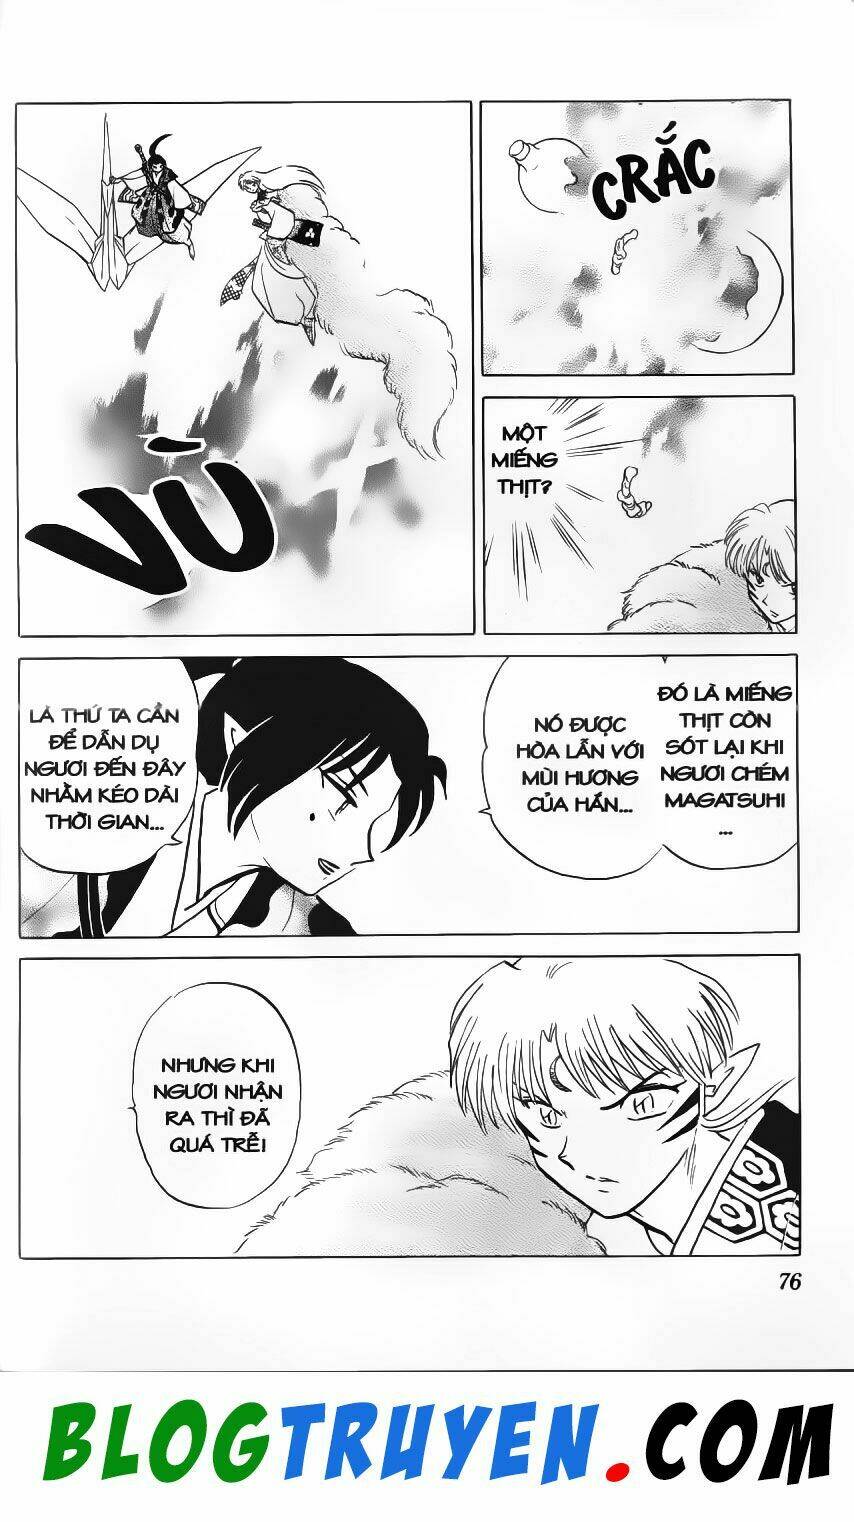 CRẮC
MỘT
MIẾNG
THỊT?
VÙ
ĐÓ LÀ MIẾNG
THỊT CÒN
SÓT LẠI KHI
NGƯƠI CHÉM
MAGATSUHI
...
NÓ ĐƯỢC
HÒA LẪN VỚI
MÙI HƯƠNG
CỦA HẮN...
LÀ THỨ TA CẦN
ĐỂ DẪN DỤ
NGƯƠI ĐẾN ĐÂY
NHẰM KÉO DÀI
THỜI GIAN...
NHƯNG KHI
NGƯƠI NHẬN
RA THÌ ĐÃ
QUÁ TRỄ!
76
BLOGTRUYEN.COM